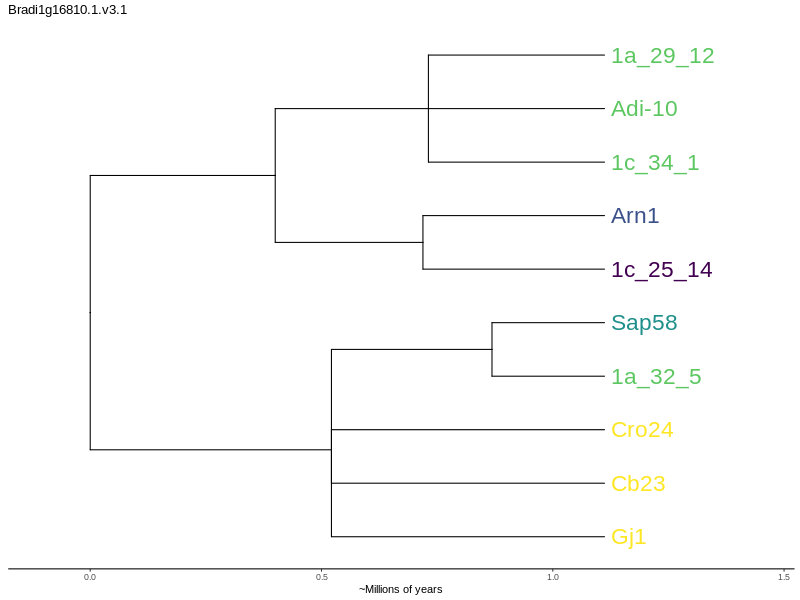 Bradi1g16810.1.v3.1
1a_29_12
Adi-10
1c_34_1
Arn1
1c_25_14
Sap58
1a_32_5
Cro24
Cb23
Gj1
0.0 0.5 1.0 1.5
~Millions of years